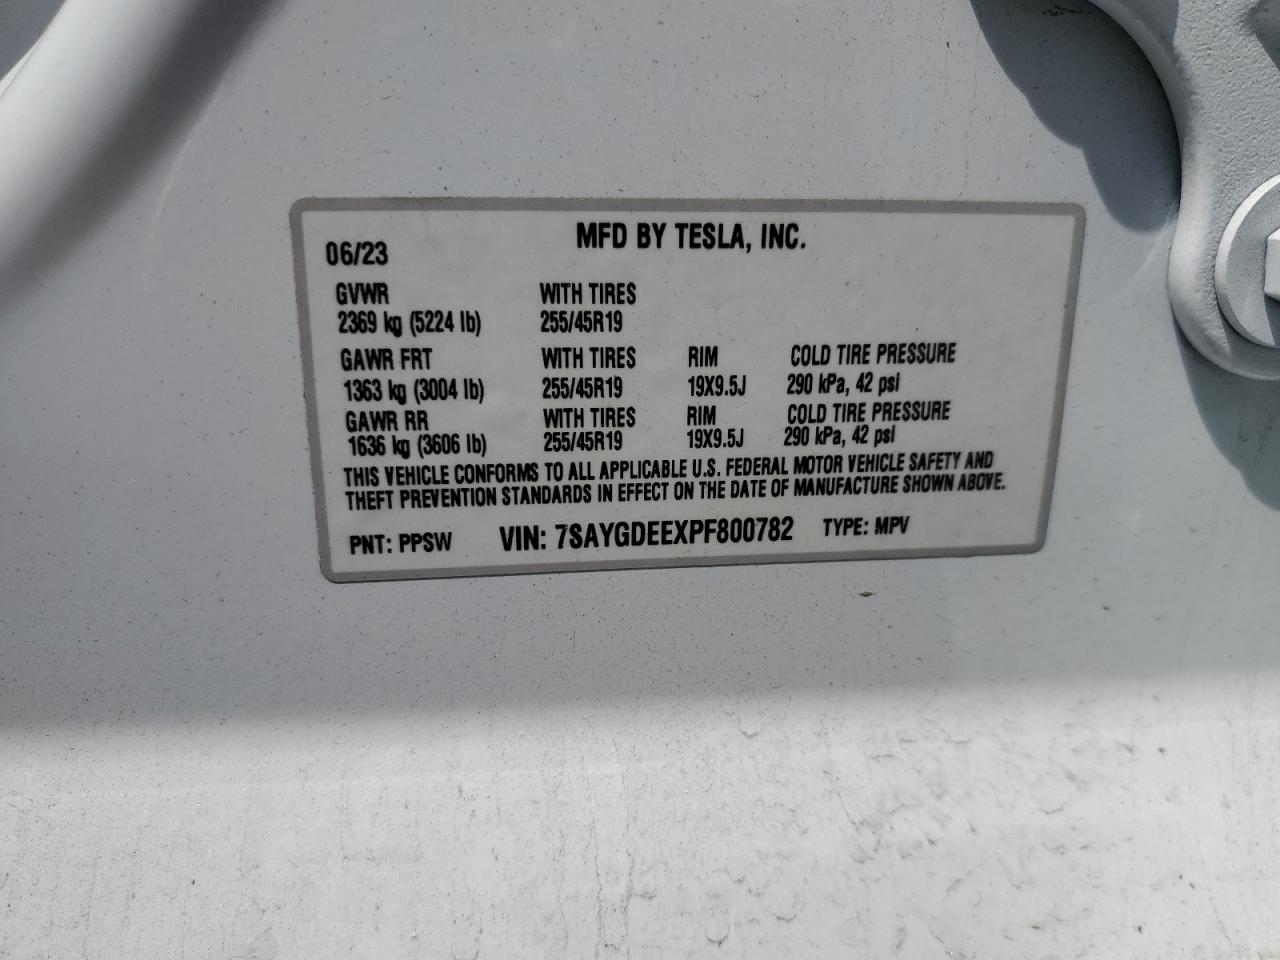 MFD BY TESLA, INC.
06/23
GVWR WITH TIRES
2369 kg (5224 lb) 255/45R19
GAWR FRT WITH TIRES RIM COLD TIRE PRESSURE
1363 kg (3004 lb) 255/45R19 19X9.5J 290 kPa, 42 psi
GAWR RR WITH TIRES RIM COLD TIRE PRESSURE
1636 kg (3606 lb) 255/45R19 19X9.5J 290 kPa, 42 psi
THIS VEHICLE CONFORMS TO ALL APPLICABLE U.S. FEDERAL MOTOR VEHICLE SAFETY AND
THEFT PREVENTION STANDARDS IN EFFECT ON THE DATE OF MANUFACTURE SHOWN ABOVE.
PNT: PPSW VIN: 7SAYGDEEXPF800782 TYPE: MPV